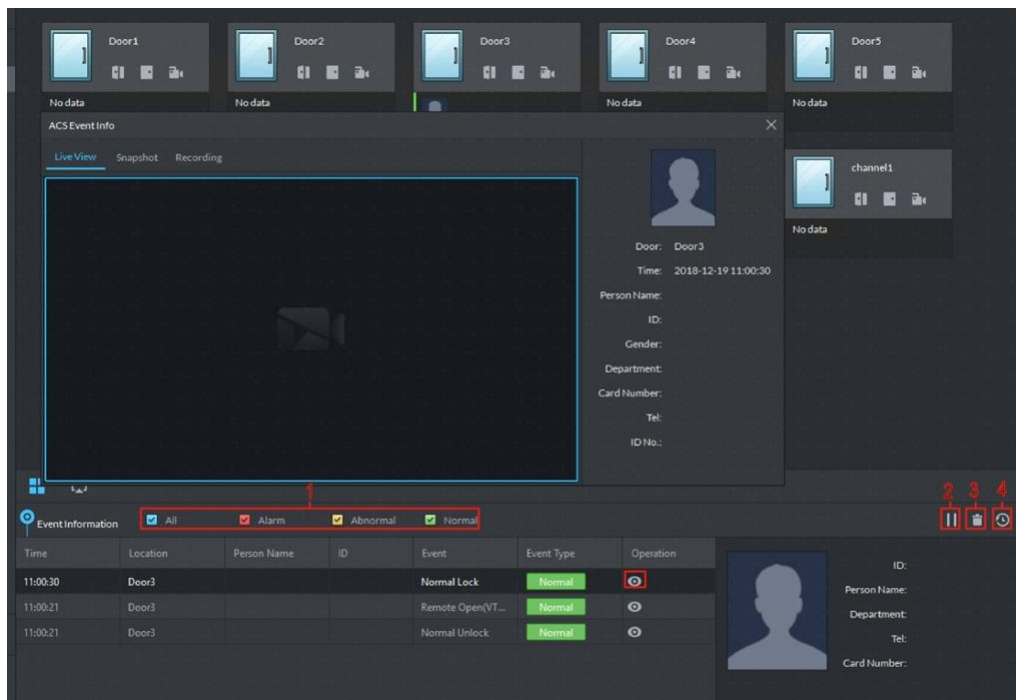 Door1 Door2 Door3 Door4 Door5
No data No data No data No data
ACS Event Info
Live View Snapshot Recording
channel1
No data
Door: Door3
Time: 2018-12-19 11:00:30
Person Name:
ID:
Gender:
Department:
Card Number:
Tel:
ID No.:
1 2 3 4
Event Information All Alarm Abnormal Normal
Time Location Person Name ID Event Event Type Operation
11:00:30 Door3 Normal Lock Normal
11:00:21 Door3 Remote Open(VT... Normal
11:00:21 Door3 Normal Unlock Normal
ID:
Person Name:
Department:
Tel:
Card Number: